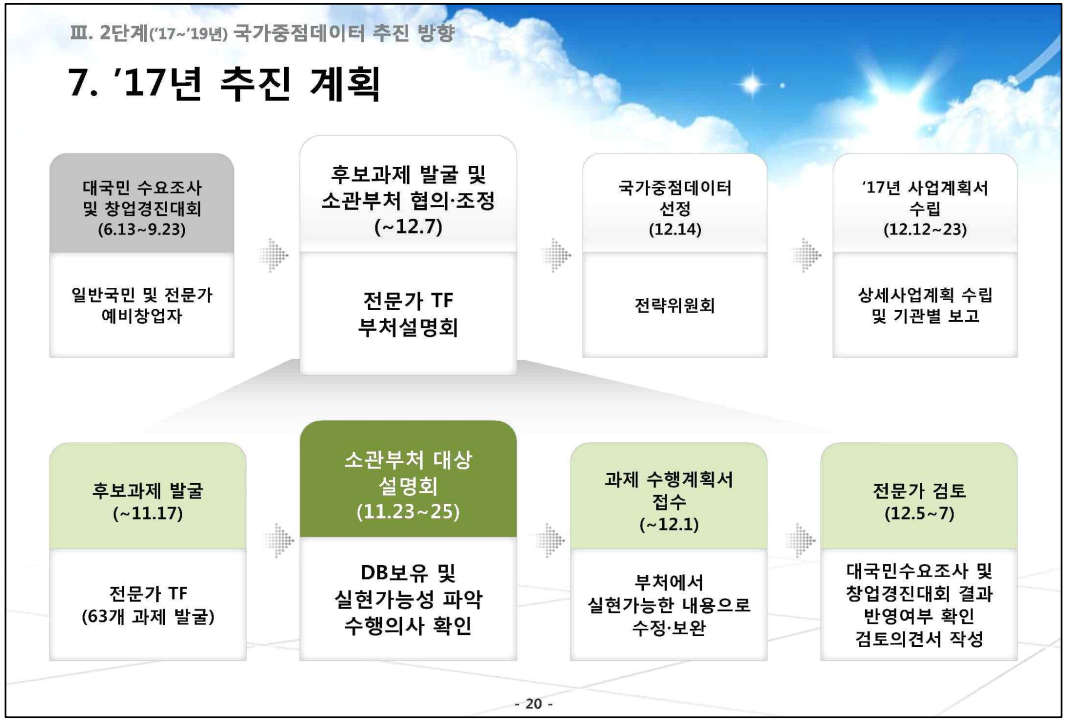 Ⅲ. 2단계('17~'19년) 국가중점데이터 추진 방향
7. '17년 추진 계획
대국민 수요조사
및 창업경진대회
(6.13~9.23)
일반국민 및 전문가
예비창업자
후보과제 발굴 및
소관부처 협의·조정
(~12.7)
전문가 TF
부처설명회
국가중점데이터
선정
(12.14)
전략위원회
'17년 사업계획서
수립
(12.12~23)
상세사업계획 수립
및 기관별 보고
후보과제 발굴
(~11.17)
전문가 TF
(63개 과제 발굴)
소관부처 대상
설명회
(11.23~25)
DB보유 및
실현가능성 파악
수행의사 확인
과제 수행계획서
접수
(~12.1)
부처에서
실현가능한 내용으로
수정·보완
전문가 검토
(12.5~7)
대국민수요조사 및
창업경진대회 결과
반영여부 확인
검토의견서 작성
- 20 -